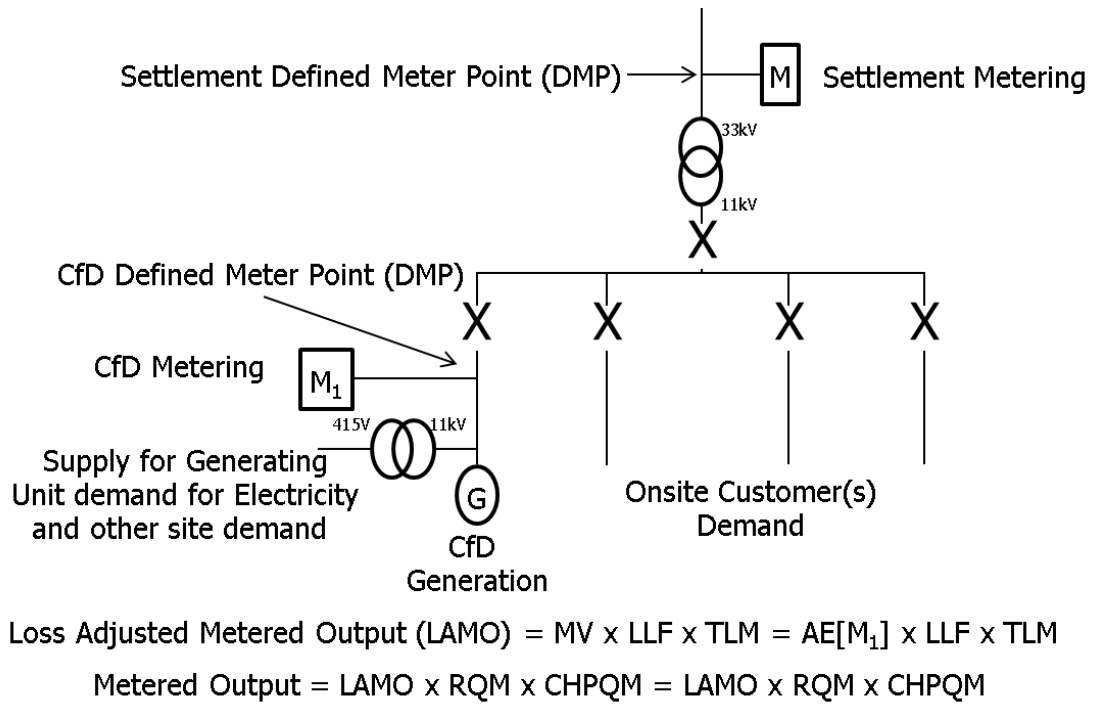 Settlement Defined Meter Point (DMP)
M
Settlement Metering
33kV
11kV
X
CfD Defined Meter Point (DMP)
X X X X
CfD Metering
M₁
415V 11kV
Supply for Generating
Unit demand for Electricity
and other site demand
G
CfD
Generation
Onsite Customer(s)
Demand
Loss Adjusted Metered Output (LAMO) = MV x LLF x TLM = AE[M₁] x LLF x TLM
Metered Output = LAMO x RQM x CHPQM = LAMO x RQM x CHPQM